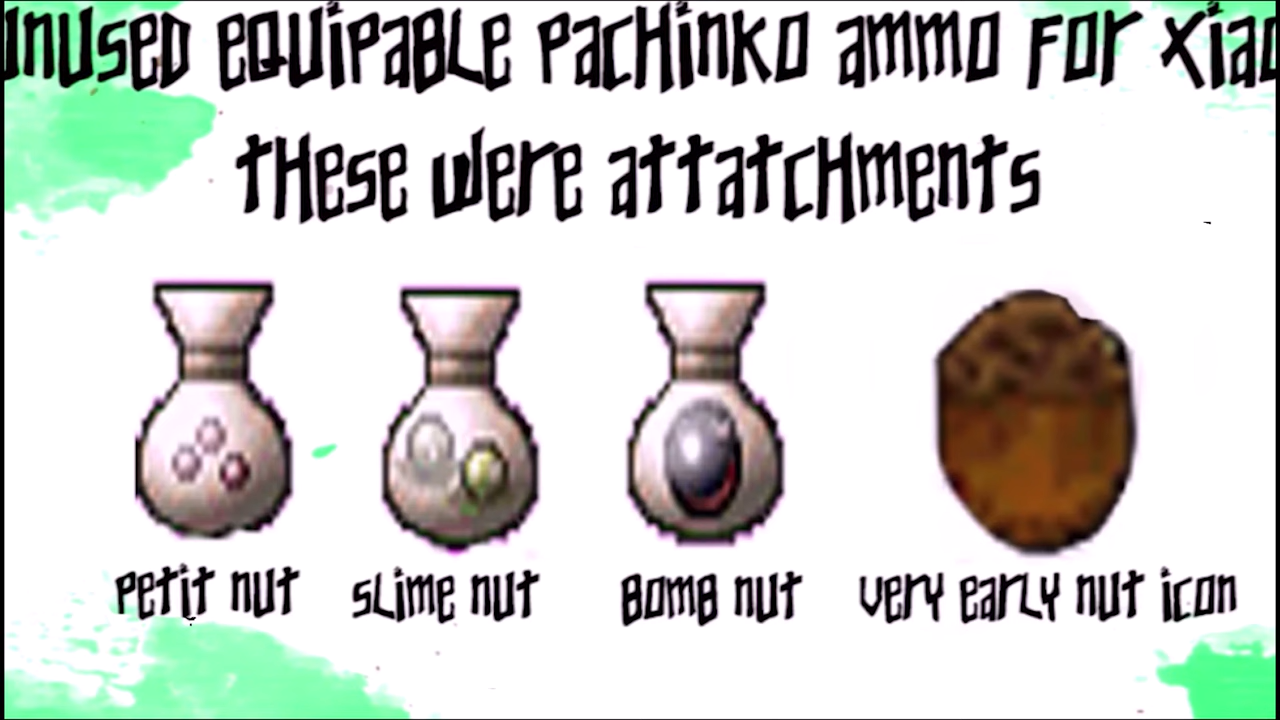 Unused equipable pachinko ammo for xiao
these were attatchments
petit nut slime nut Bomb nut very early nut icon